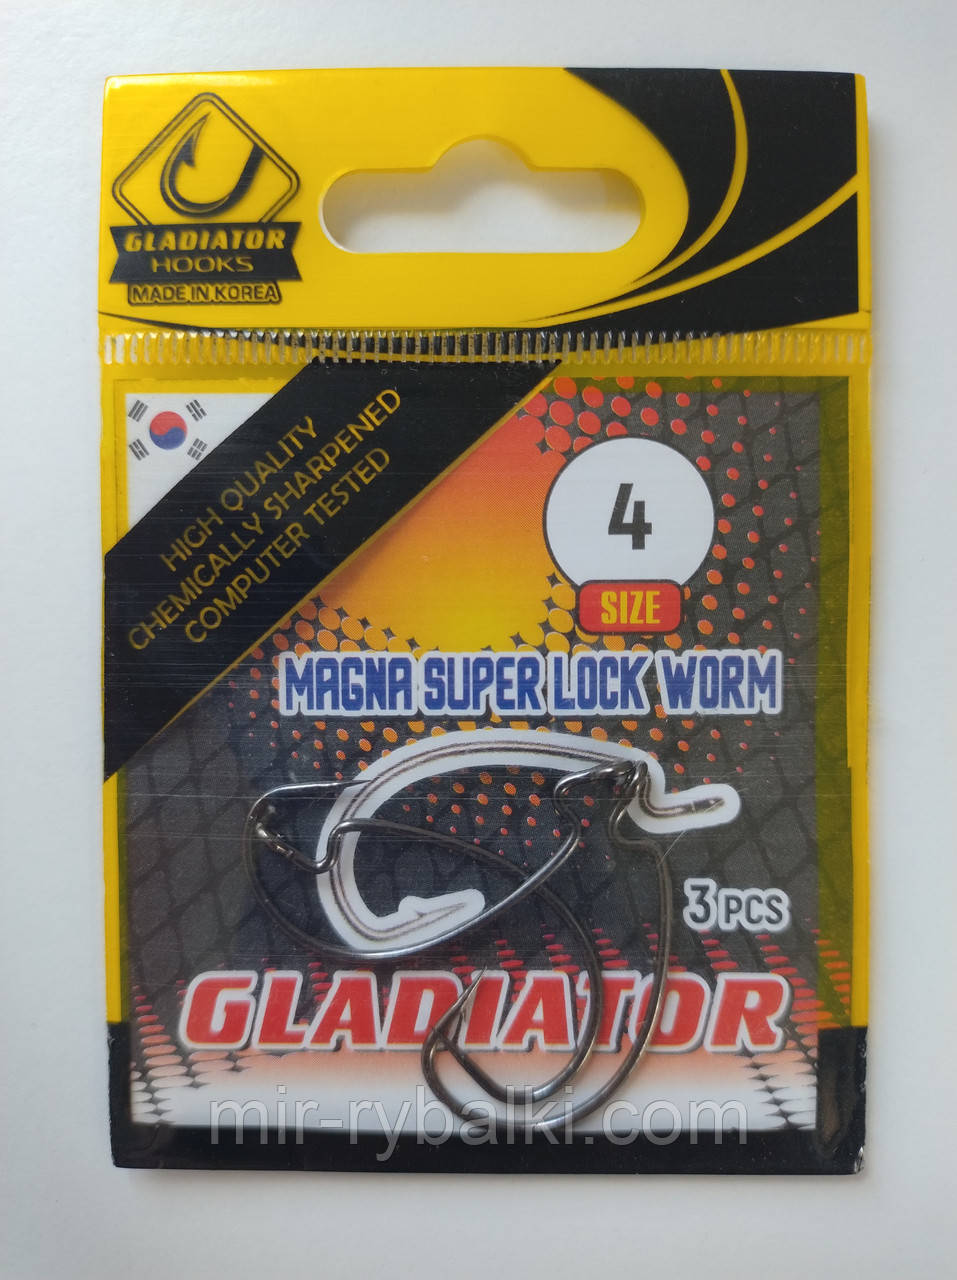 GLADIATOR
HOOKS
MADE IN KOREA
HIGH QUALITY
CHEMICALLY SHARPENED
COMPUTER TESTED
4
SIZE
MAGNA SUPER LOCK WORM
3 PCS
GLADIATOR
mir-rybalki.com